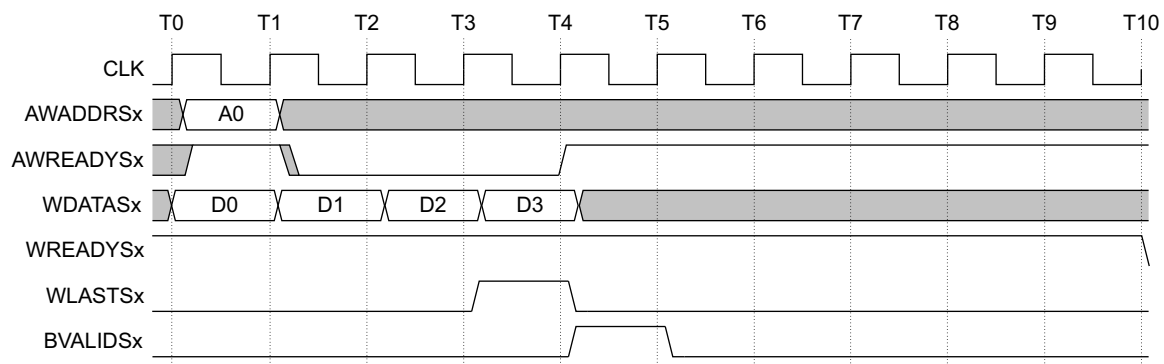 T0 T1 T2 T3 T4 T5 T6 T7 T8 T9 T10
CLK
AWADDRSx A0
AWREADYSx
WDATASx D0 D1 D2 D3
WREADYSx
WLASTSx
BVALIDSx